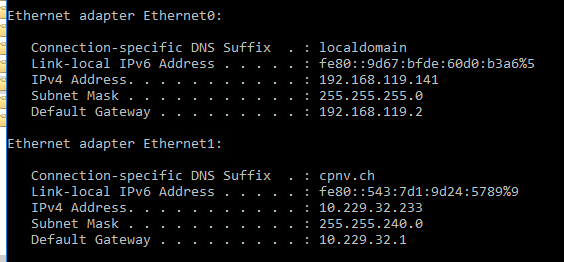 Ethernet adapter Ethernet0:
Connection-specific DNS Suffix  . : localdomain
Link-local IPv6 Address . . . . . : fe80::9d67:bfde:60d0:b3a6%5
IPv4 Address. . . . . . . . . . . : 192.168.119.141
Subnet Mask . . . . . . . . . . . : 255.255.255.0
Default Gateway . . . . . . . . . : 192.168.119.2
Ethernet adapter Ethernet1:
Connection-specific DNS Suffix  . : cpnv.ch
Link-local IPv6 Address . . . . . : fe80::543:7d1:9d24:5789%9
IPv4 Address. . . . . . . . . . . : 10.229.32.233
Subnet Mask . . . . . . . . . . . : 255.255.240.0
Default Gateway . . . . . . . . . : 10.229.32.1